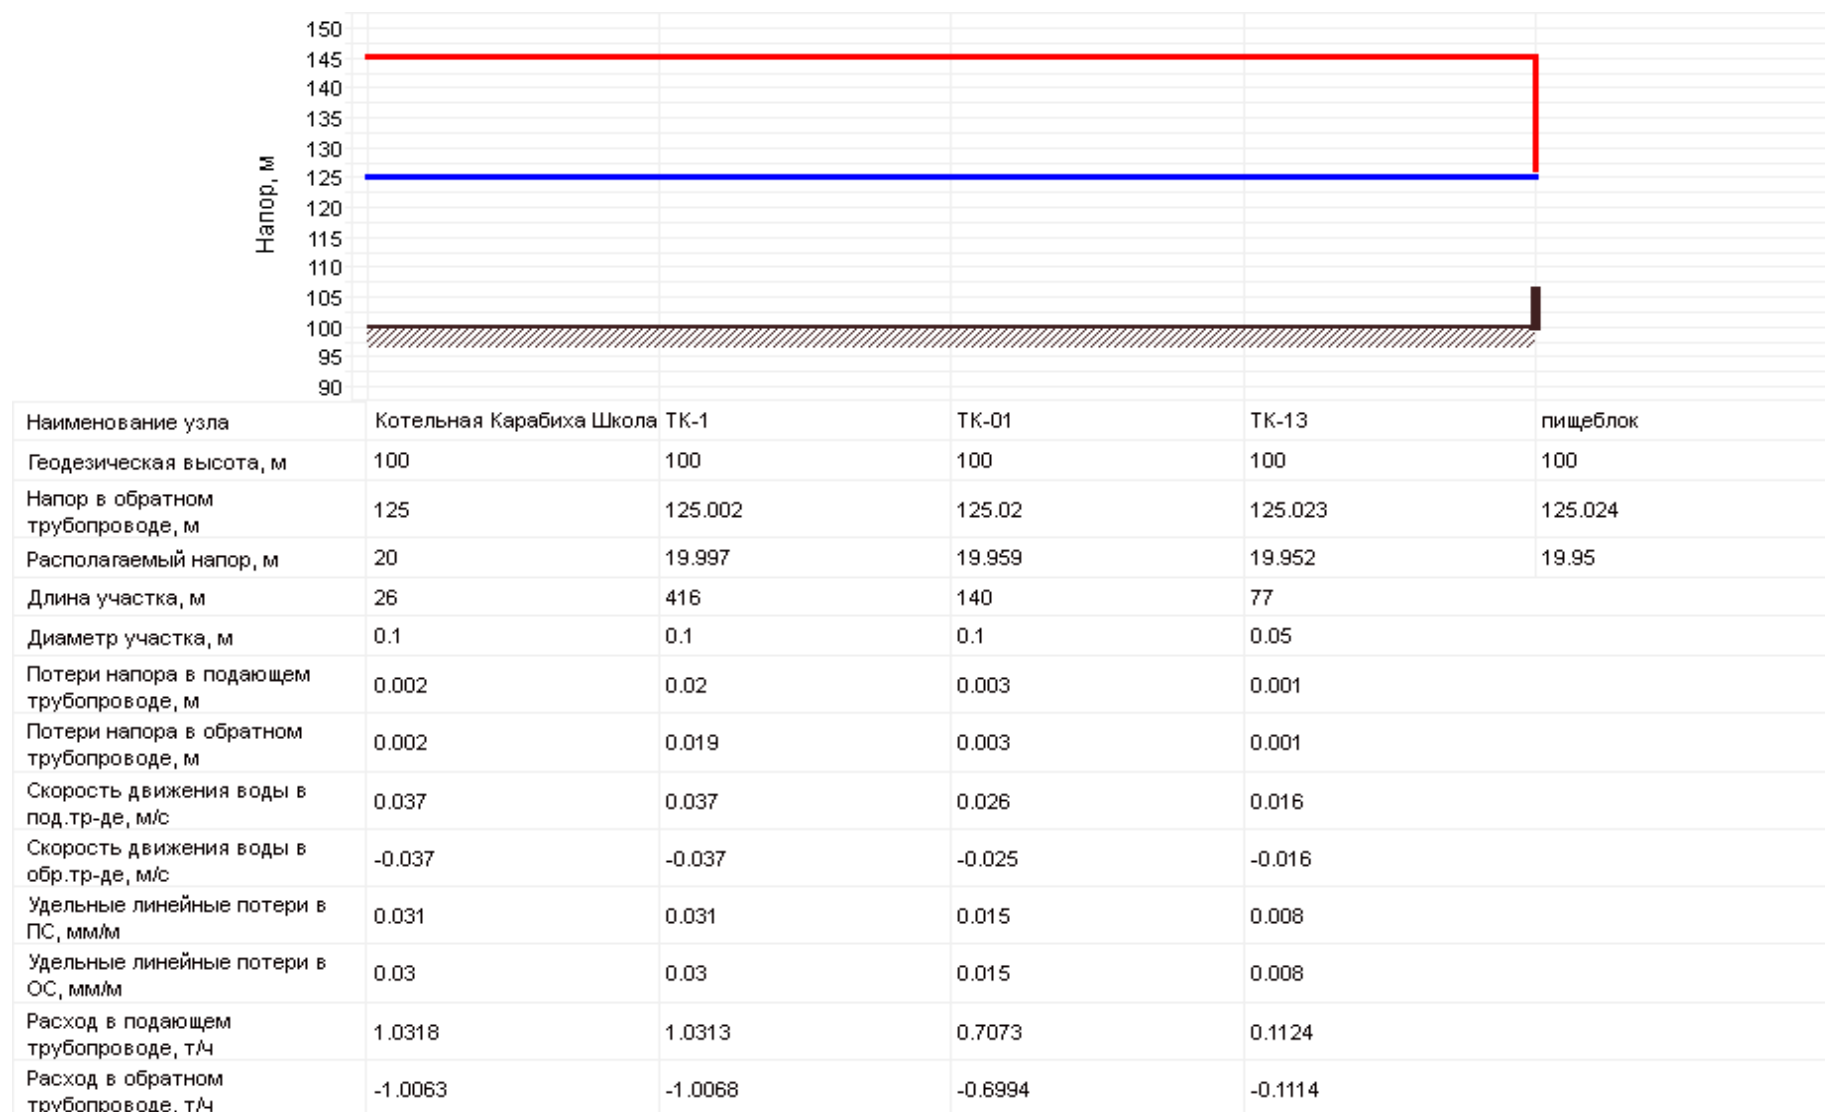 150
145
140
135
130
125
120
115
110
105
100
95
90
Напор, м
Наименование узла Котельная Карабиха Школа ТК-1 ТК-01 ТК-13 пищеблок
Геодезическая высота, м 100 100 100 100 100
Напор в обратном
трубопроводе, м 125 125.002 125.02 125.023 125.024
Располагаемый напор, м 20 19.997 19.959 19.952 19.95
Длина участка, м 26 416 140 77
Диаметр участка, м 0.1 0.1 0.1 0.05
Потери напора в подающем
трубопроводе, м 0.002 0.02 0.003 0.001
Потери напора в обратном
трубопроводе, м 0.002 0.019 0.003 0.001
Скорость движения воды в
под.тр-де, м/с 0.037 0.037 0.026 0.016
Скорость движения воды в
обр.тр-де, м/с -0.037 -0.037 -0.025 -0.016
Удельные линейные потери в
ПС, мм/м 0.031 0.031 0.015 0.008
Удельные линейные потери в
ОС, мм/м 0.03 0.03 0.015 0.008
Расход в подающем
трубопроводе, т/ч 1.0318 1.0313 0.7073 0.1124
Расход в обратном
трубопроводе, т/ч -1.0063 -1.0068 -0.6994 -0.1114